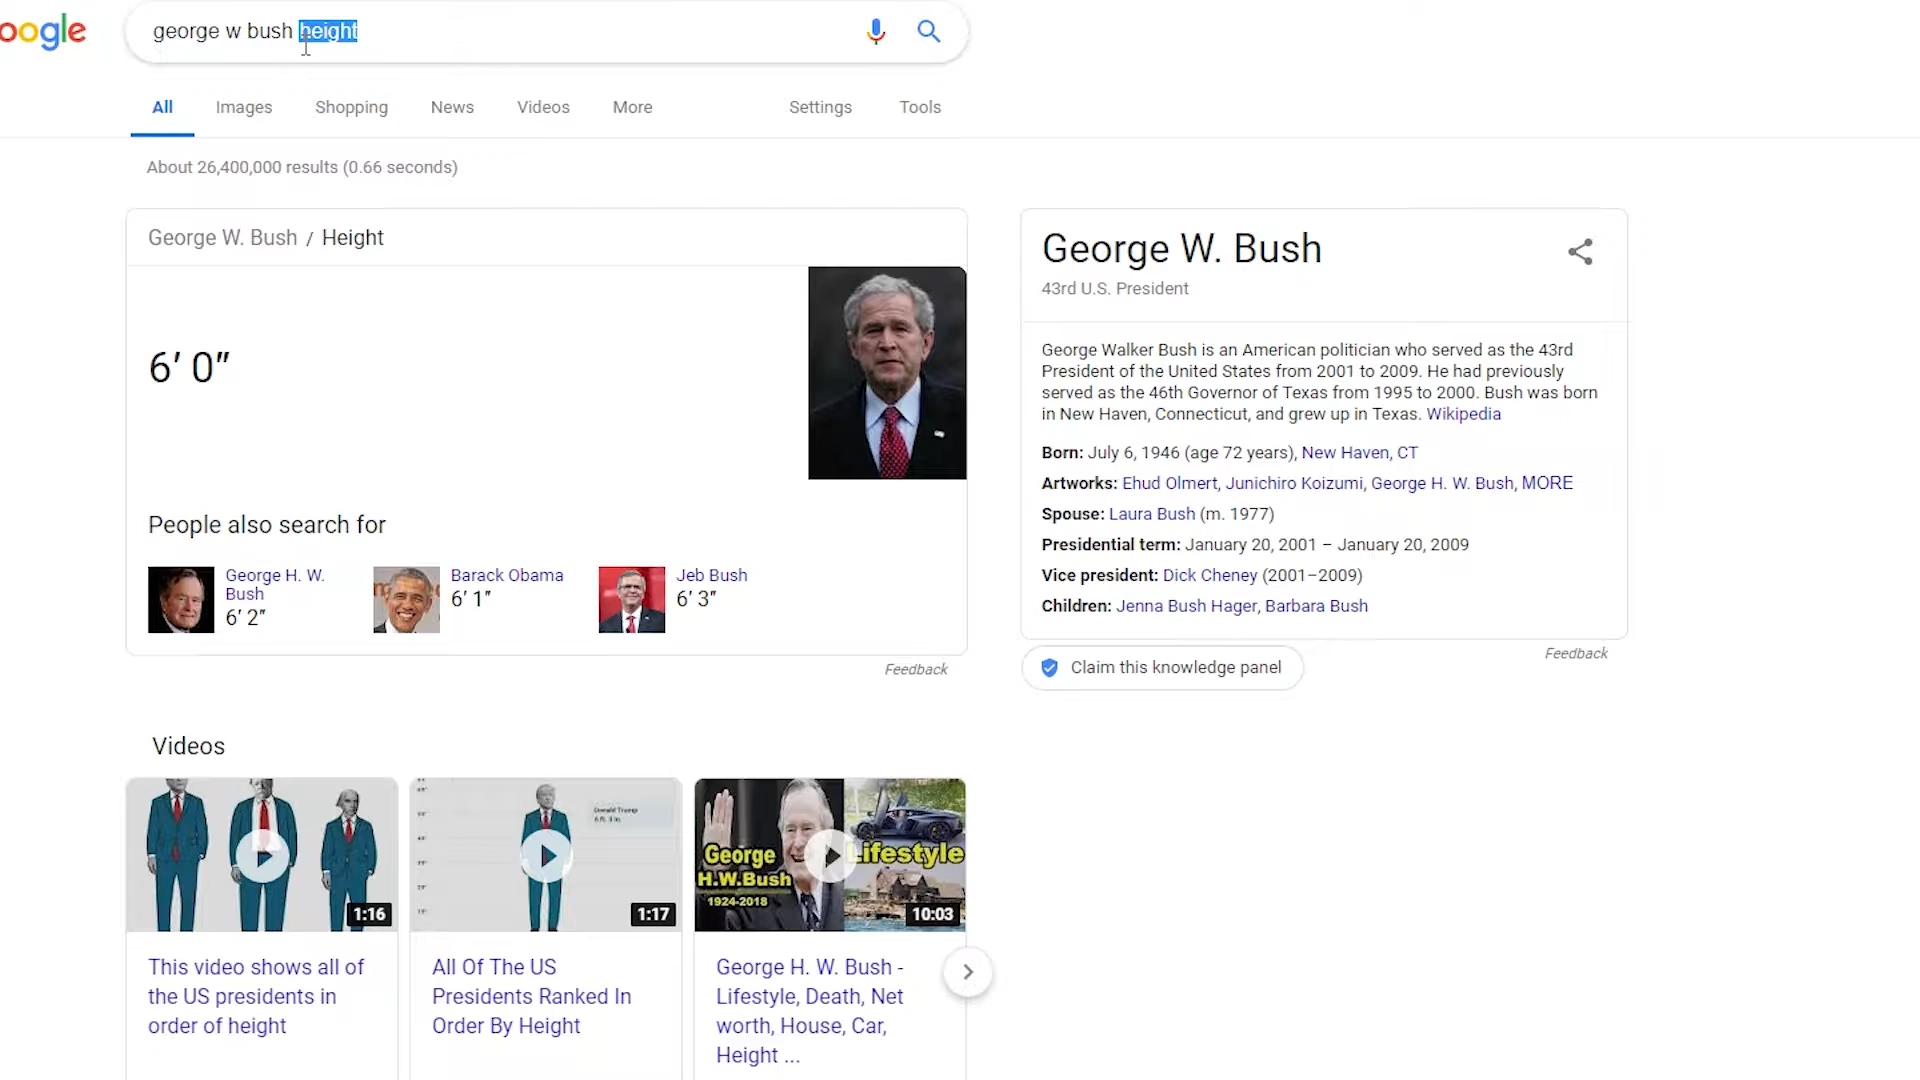 oogle
george w bush height
All Images Shopping News Videos More Settings Tools
About 26,400,000 results (0.66 seconds)
George W. Bush / Height
6′ 0″
People also search for
George H. W.
Bush
6′ 2″
Barack Obama
6′ 1″
Jeb Bush
6′ 3″
Feedback
George W. Bush
43rd U.S. President
George Walker Bush is an American politician who served as the 43rd
President of the United States from 2001 to 2009. He had previously
served as the 46th Governor of Texas from 1995 to 2000. Bush was born
in New Haven, Connecticut, and grew up in Texas. Wikipedia
Born: July 6, 1946 (age 72 years), New Haven, CT
Artworks: Ehud Olmert, Junichiro Koizumi, George H. W. Bush, MORE
Spouse: Laura Bush (m. 1977)
Presidential term: January 20, 2001 – January 20, 2009
Vice president: Dick Cheney (2001–2009)
Children: Jenna Bush Hager, Barbara Bush
Feedback
Claim this knowledge panel
Videos
1:16
This video shows all of
the US presidents in
order of height
Donald Trump
1:17
All Of The US
Presidents Ranked In
Order By Height
George
H.W.Bush
1924-2018
Lifestyle
10:03
George H. W. Bush -
Lifestyle, Death, Net
worth, House, Car,
Height ...